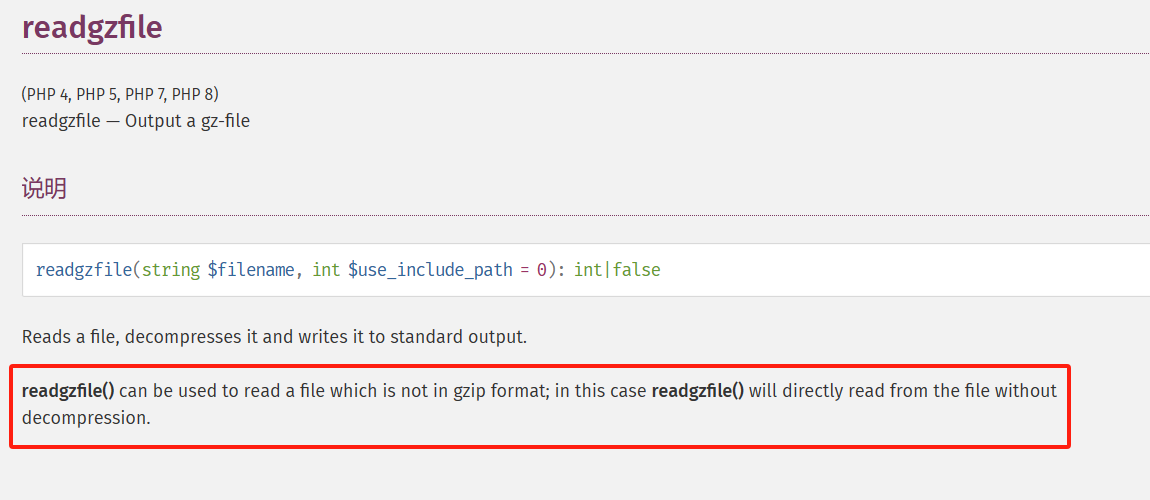 readgzfile
(PHP 4, PHP 5, PHP 7, PHP 8)
readgzfile — Output a gz-file
说明
readgzfile(string $filename, int $use_include_path = 0): int|false
Reads a file, decompresses it and writes it to standard output.
readgzfile() can be used to read a file which is not in gzip format; in this case readgzfile() will directly read from the file without
decompression.